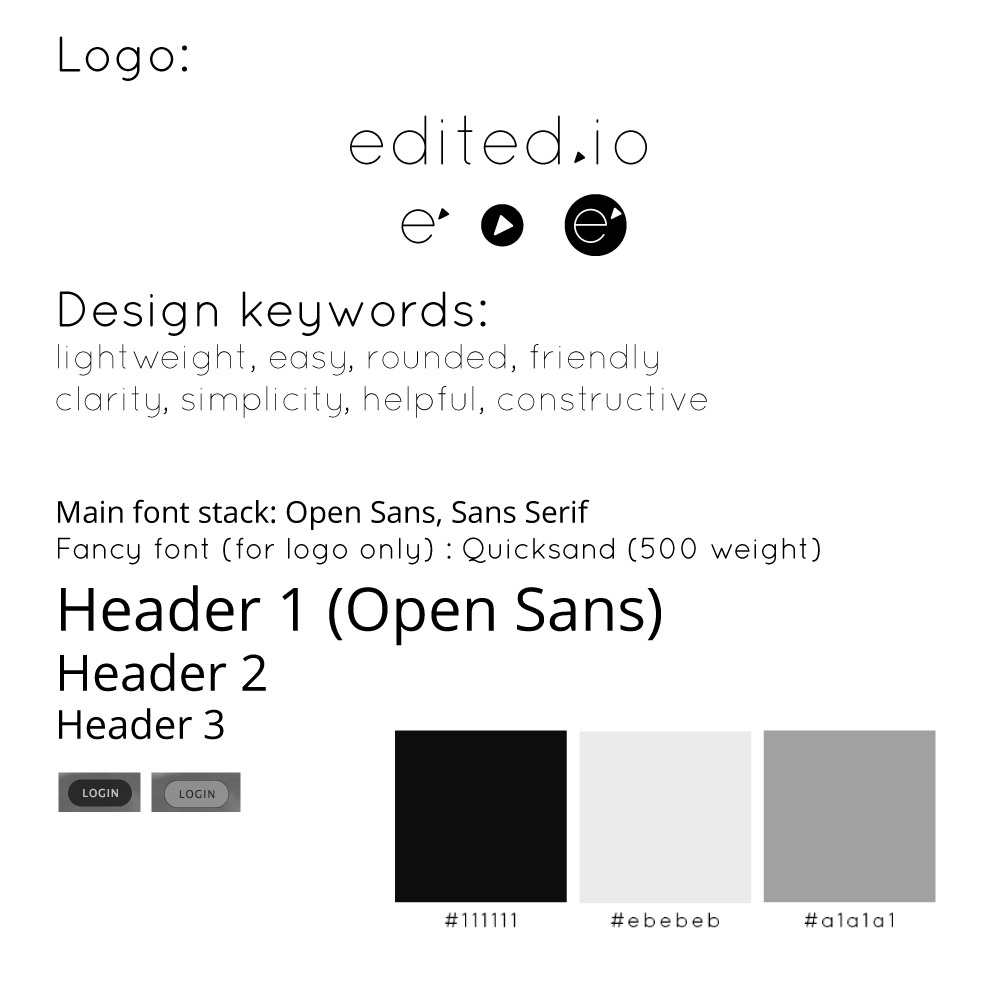 Logo:
edited.io
e e
Design keywords:
lightweight, easy, rounded, friendly
clarity, simplicity, helpful, constructive
Main font stack: Open Sans, Sans Serif
Fancy font (for logo only) : Quicksand (500 weight)
Header 1 (Open Sans)
Header 2
Header 3
LOGIN LOGIN
#111111 #ebebeb #a1a1a1